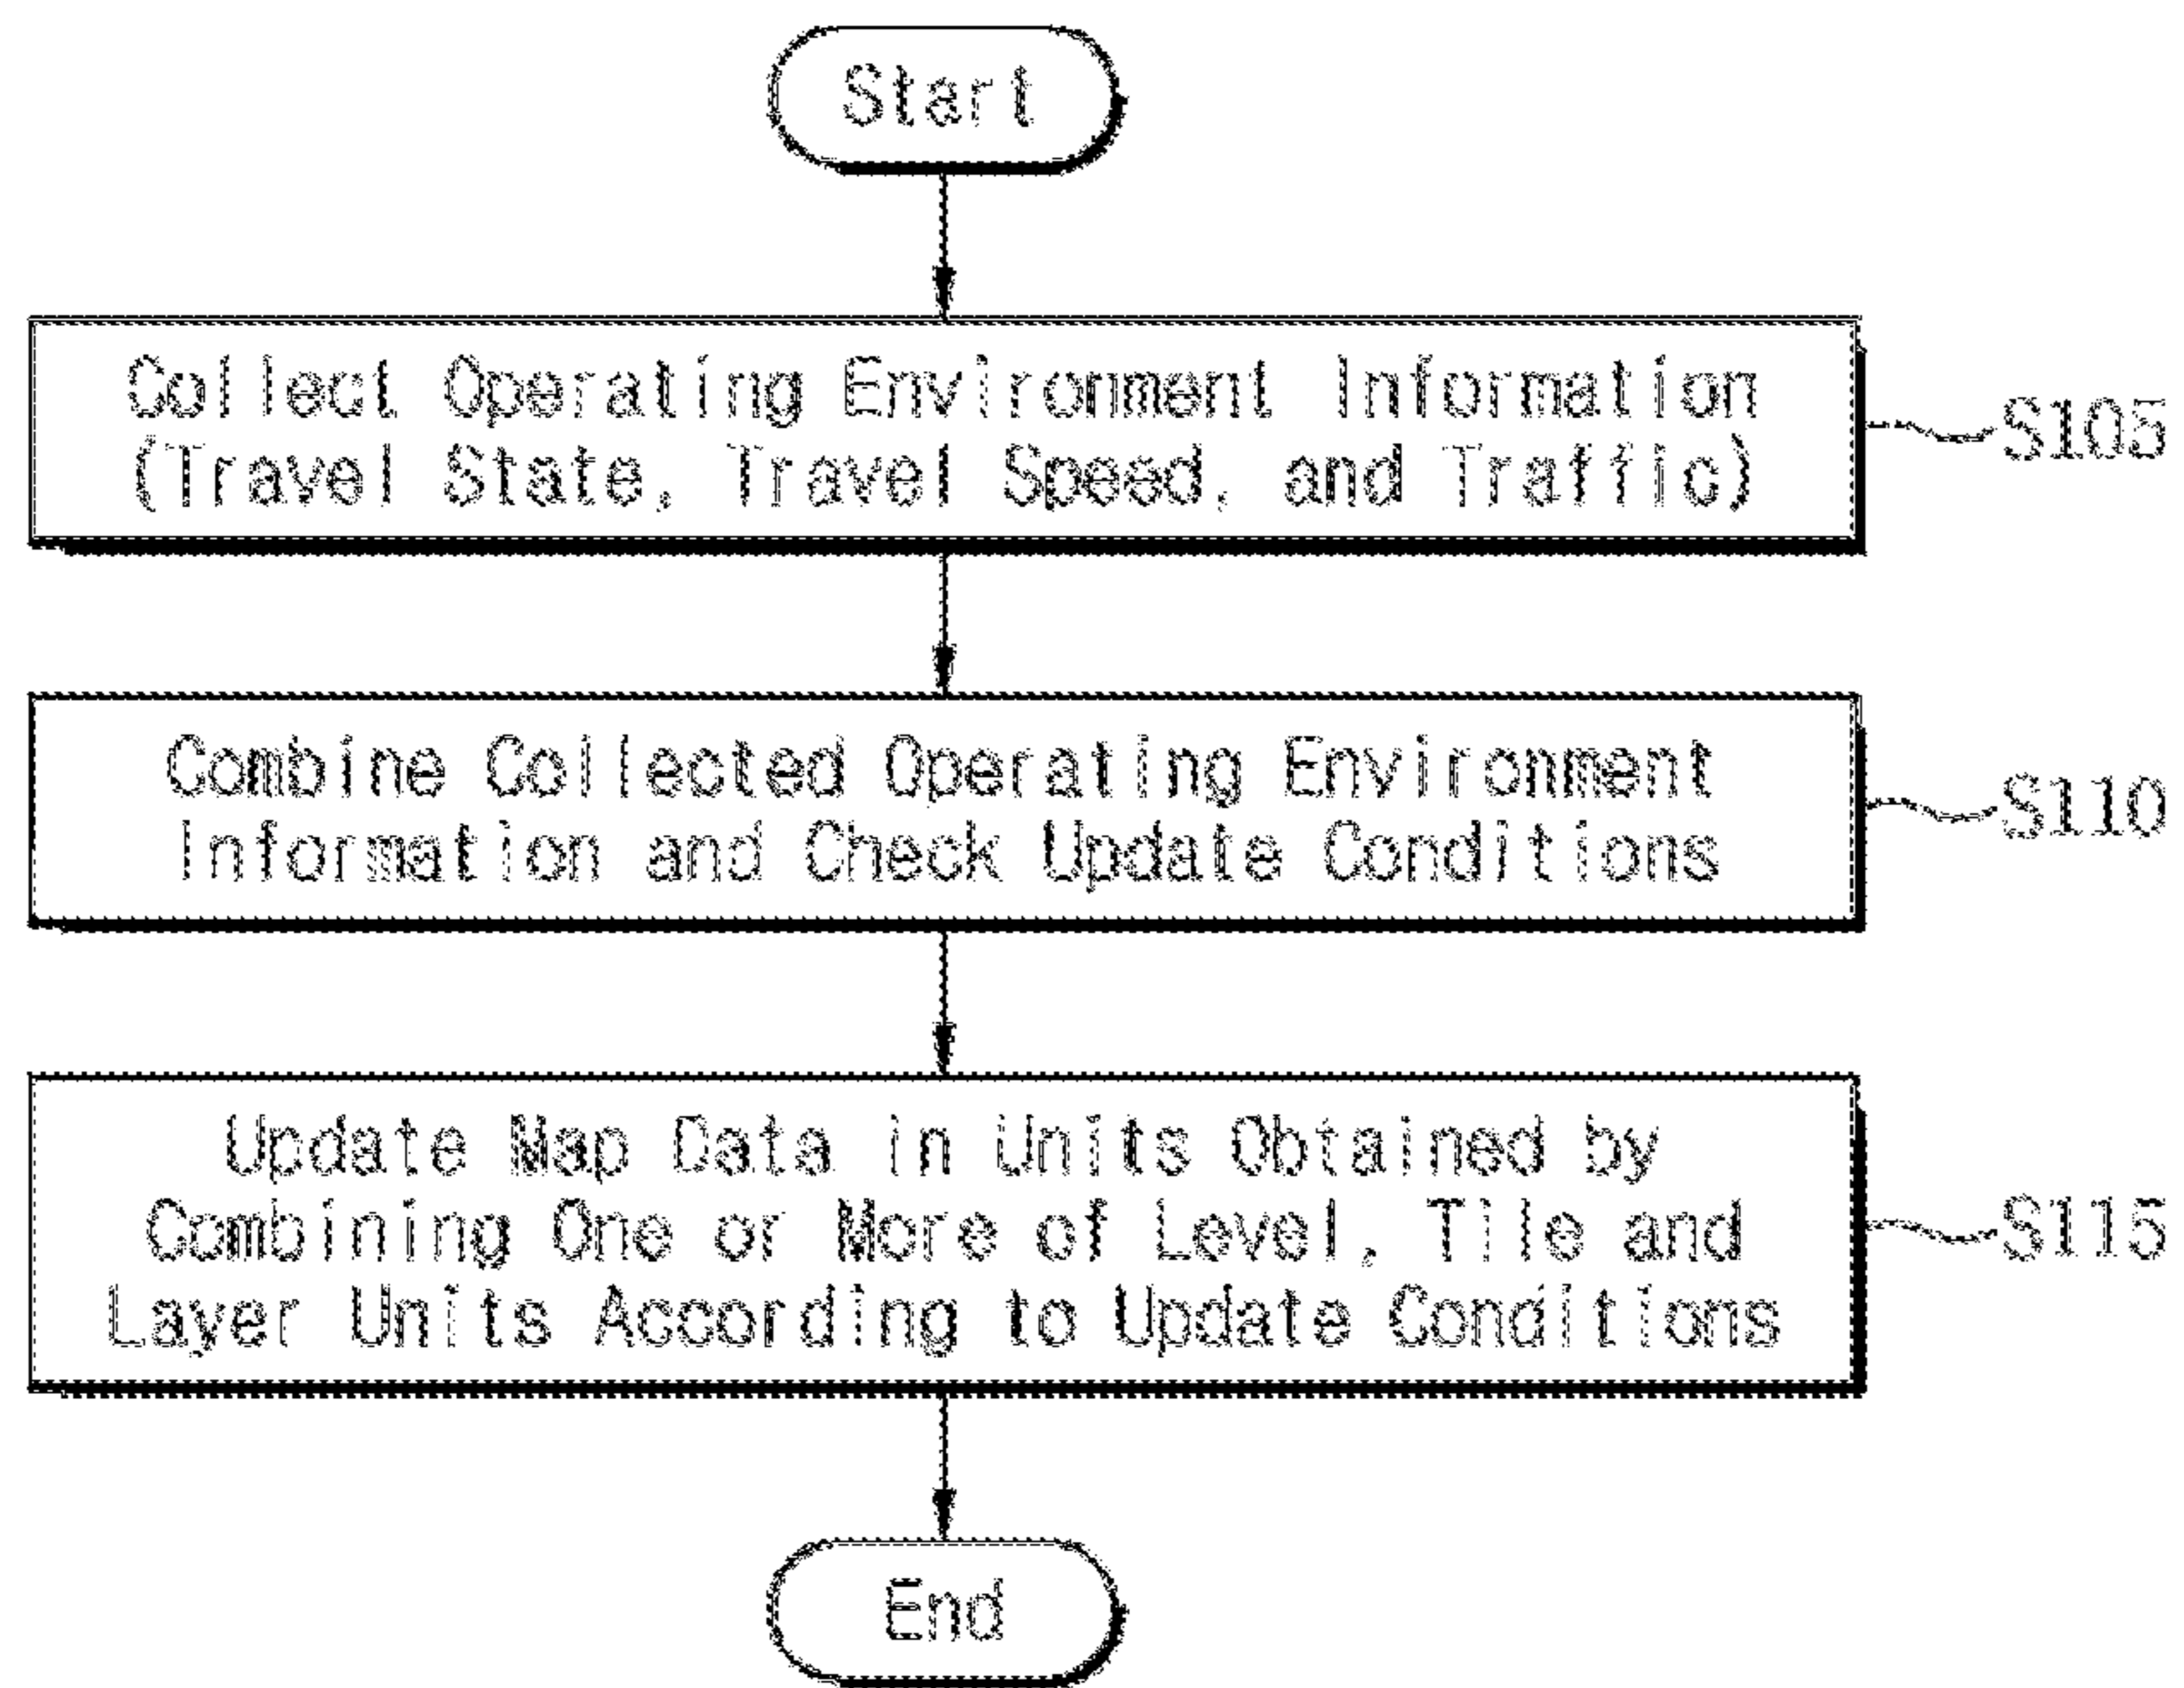 Start
Collect Operating Environment Information
(Travel State, Travel Speed, and Traffic)
S105
Combine Collected Operating Environment
Information and Check Update Conditions
S110
Update Map Data in Units Obtained by
Combining One or More of Level, Tile and
Layer Units According to Update Conditions
S115
End